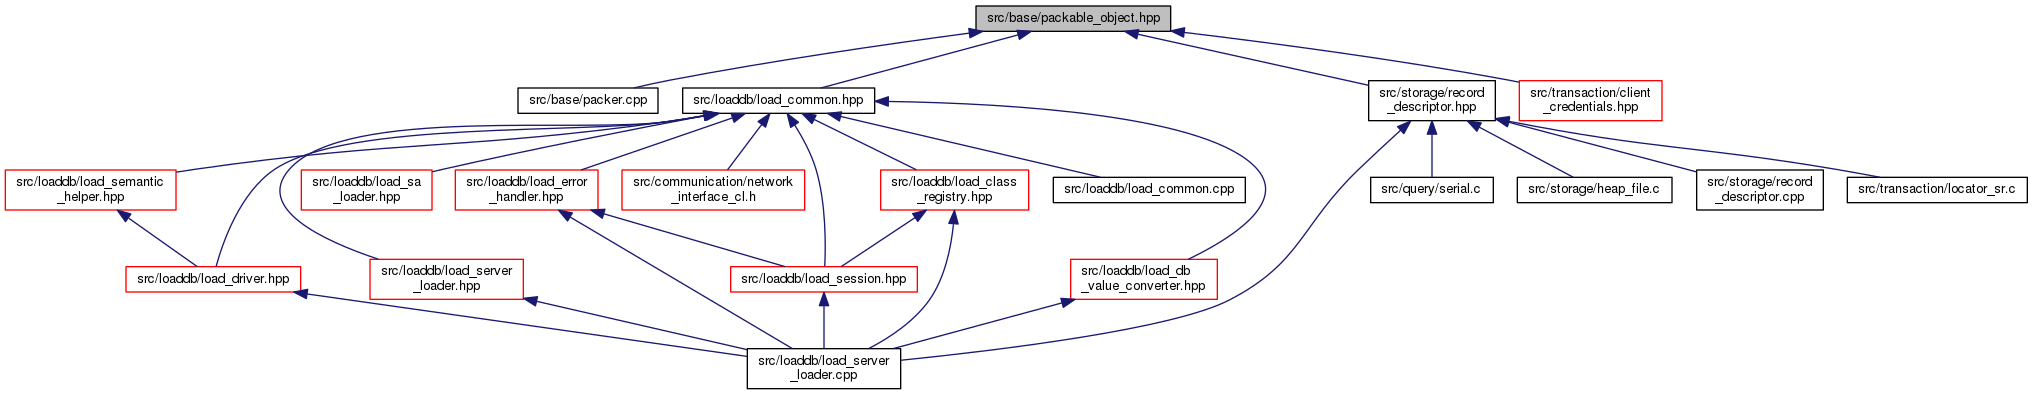 src/base/packable_object.hpp
src/base/packer.cpp
src/loaddb/load_common.hpp
src/storage/record
_descriptor.hpp
src/transaction/client
_credentials.hpp
src/loaddb/load_semantic
_helper.hpp
src/loaddb/load_sa
_loader.hpp
src/loaddb/load_error
_handler.hpp
src/communication/network
_interface_cl.h
src/loaddb/load_class
_registry.hpp
src/loaddb/load_common.cpp
src/query/serial.c
src/storage/heap_file.c
src/storage/record
_descriptor.cpp
src/transaction/locator_sr.c
src/loaddb/load_driver.hpp
src/loaddb/load_server
_loader.hpp
src/loaddb/load_session.hpp
src/loaddb/load_db
_value_converter.hpp
src/loaddb/load_server
_loader.cpp